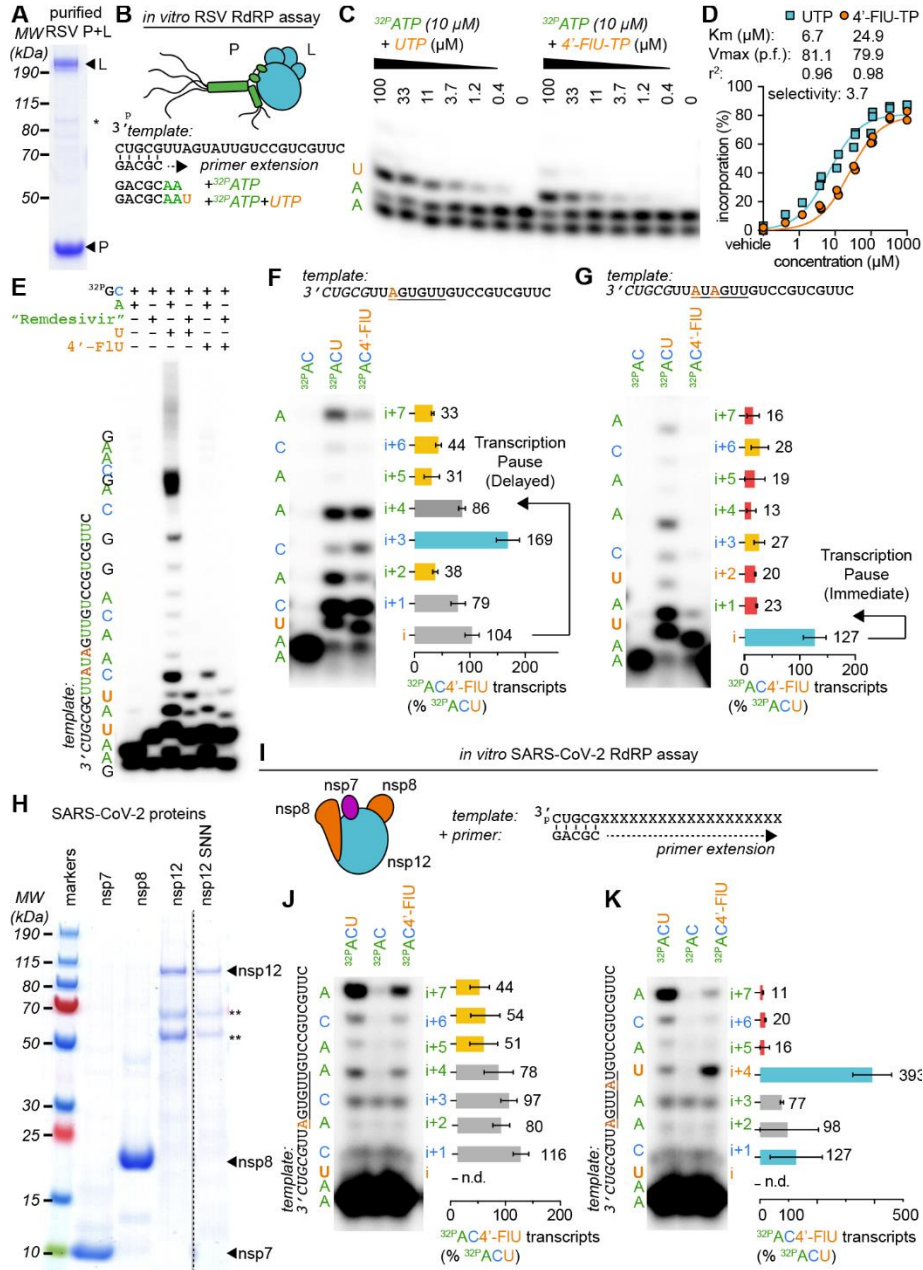 A
purified
RSV P+L
MW
(kDa)
190
115
80
70
50
L
*
P
B
in vitro RSV RdRP assay
P
L
P
3'
template:
CUGCGUUAGUAUUGUCCGUCGUUC
GACGC
primer extension
GACGCAA +32PATP
GACGCAAU +32PATP+UTP
C
32PATP (10 µM)
+ UTP (µM)
100 33 11 3.7 1.2 0.4 0
32PATP (10 µM)
+ 4'-FlU-TP (µM)
100 33 11 3.7 1.2 0.4 0
U
A
A
D
UTP 4'-FlU-TP
Km (µM): 6.7 24.9
Vmax (p.f.): 81.1 79.9
r2: 0.96 0.98
selectivity: 3.7
incorporation (%)
100
80
60
40
20
0
vehicle 1 10 100 1000
concentration (µM)
E
32PGC + + + + + +
A + - + - + -
"Remdesivir" - + - + - +
U - - + + - -
4'-FlU - - - - + +
template:
3'CUGCGCUUAUAGUUGUCCGUCGUUC
G A A U A U C A A C A G G C A G C A A G
F
template:
3'CUGCGUUAGUGUUGUCCGUCGUUC
32PAC
32PACU
32PAC4'-FlU
A
C
A
A
C
A
C
U
A
A
i+7 33
i+6 44
i+5 31
i+4 86
i+3 169
i+2 38
i+1 79
i 104
Transcription
Pause
(Delayed)
0 100 200
32PAC4'-FlU transcripts
(% 32PACU)
G
template:
3'CUGCGUUAUAGUUGUCCGUCGUUC
32PAC
32PACU
32PAC4'-FlU
A
C
A
A
C
U
A
U
A
A
i+7 16
i+6 28
i+5 19
i+4 13
i+3 27
i+2 20
i+1 23
i 127
Transcription
Pause
(Immediate)
0 100 200
32PAC4'-FlU transcripts
(% 32PACU)
H
SARS-CoV-2 proteins
markers
nsp7
nsp8
nsp12
nsp12 SNN
MW
(kDa)
190
115
80
70
50
30
25
15
10
nsp12
**
**
nsp8
nsp7
I
in vitro SARS-CoV-2 RdRP assay
nsp8
nsp7
nsp8
nsp12
template: 3'pCUGCGXXXXXXXXXXXXXXXXXXX
+ primer: GACGC
primer extension
J
32PACU
32PAC
32PAC4'-FlU
template:
3'CUGCGUUAGUGUUGUCCGUCGUUC
A
C
A
A
C
A
C
U
A
A
i+7 44
i+6 54
i+5 51
i+4 78
i+3 97
i+2 80
i+1 116
i n.d.
0 100 200
32PAC4'-FlU transcripts
(% 32PACU)
K
32PACU
32PAC
32PAC4'-FlU
template:
3'CUGCGUUAGUUAUGUCCGUCGUUC
A
C
A
U
A
A
C
U
A
A
i+7 11
i+6 20
i+5 16
i+4 393
i+3 77
i+2 98
i+1 127
i n.d.
0 100 500
32PAC4'-FlU transcripts
(% 32PACU)